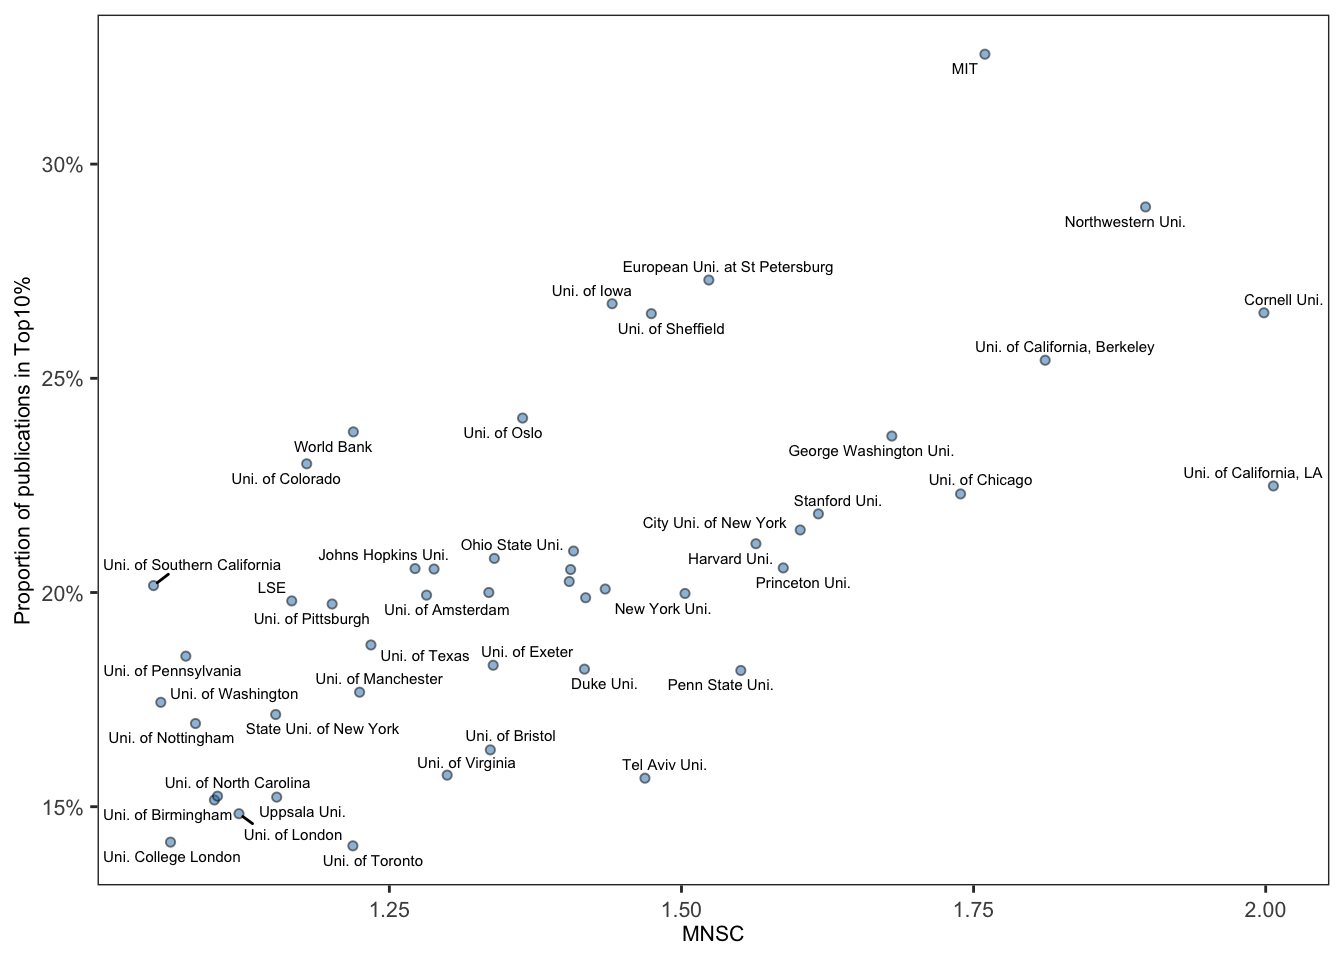 MIT
30%
Northwestern Uni.
European Uni. at St Petersburg
Uni. of Iowa
Cornell Uni.
Uni. of Sheffield
Uni. of California, Berkeley
25%
Uni. of Oslo
World Bank
George Washington Uni.
Uni. of California, LA
Uni. of Colorado
Uni. of Chicago
Stanford Uni.
City Uni. of New York
Ohio State Uni.
Johns Hopkins Uni.
Harvard Uni.
Uni. of Southern California
Princeton Uni.
LSE
20%
Uni. of Amsterdam
New York Uni.
Uni. of Pittsburgh
Uni. of Exeter
Uni. of Texas
Uni. of Pennsylvania
Uni. of Manchester
Duke Uni.
Penn State Uni.
Uni. of Washington
State Uni. of New York
Uni. of Nottingham
Uni. of Bristol
Uni. of Virginia
Tel Aviv Uni.
Uni. of North Carolina
15%
Uni. of Birmingham
Uppsala Uni.
Uni. of London
Uni. College London
Uni. of Toronto
Proportion of publications in Top10%
1.25
1.50
1.75
2.00
MNSC